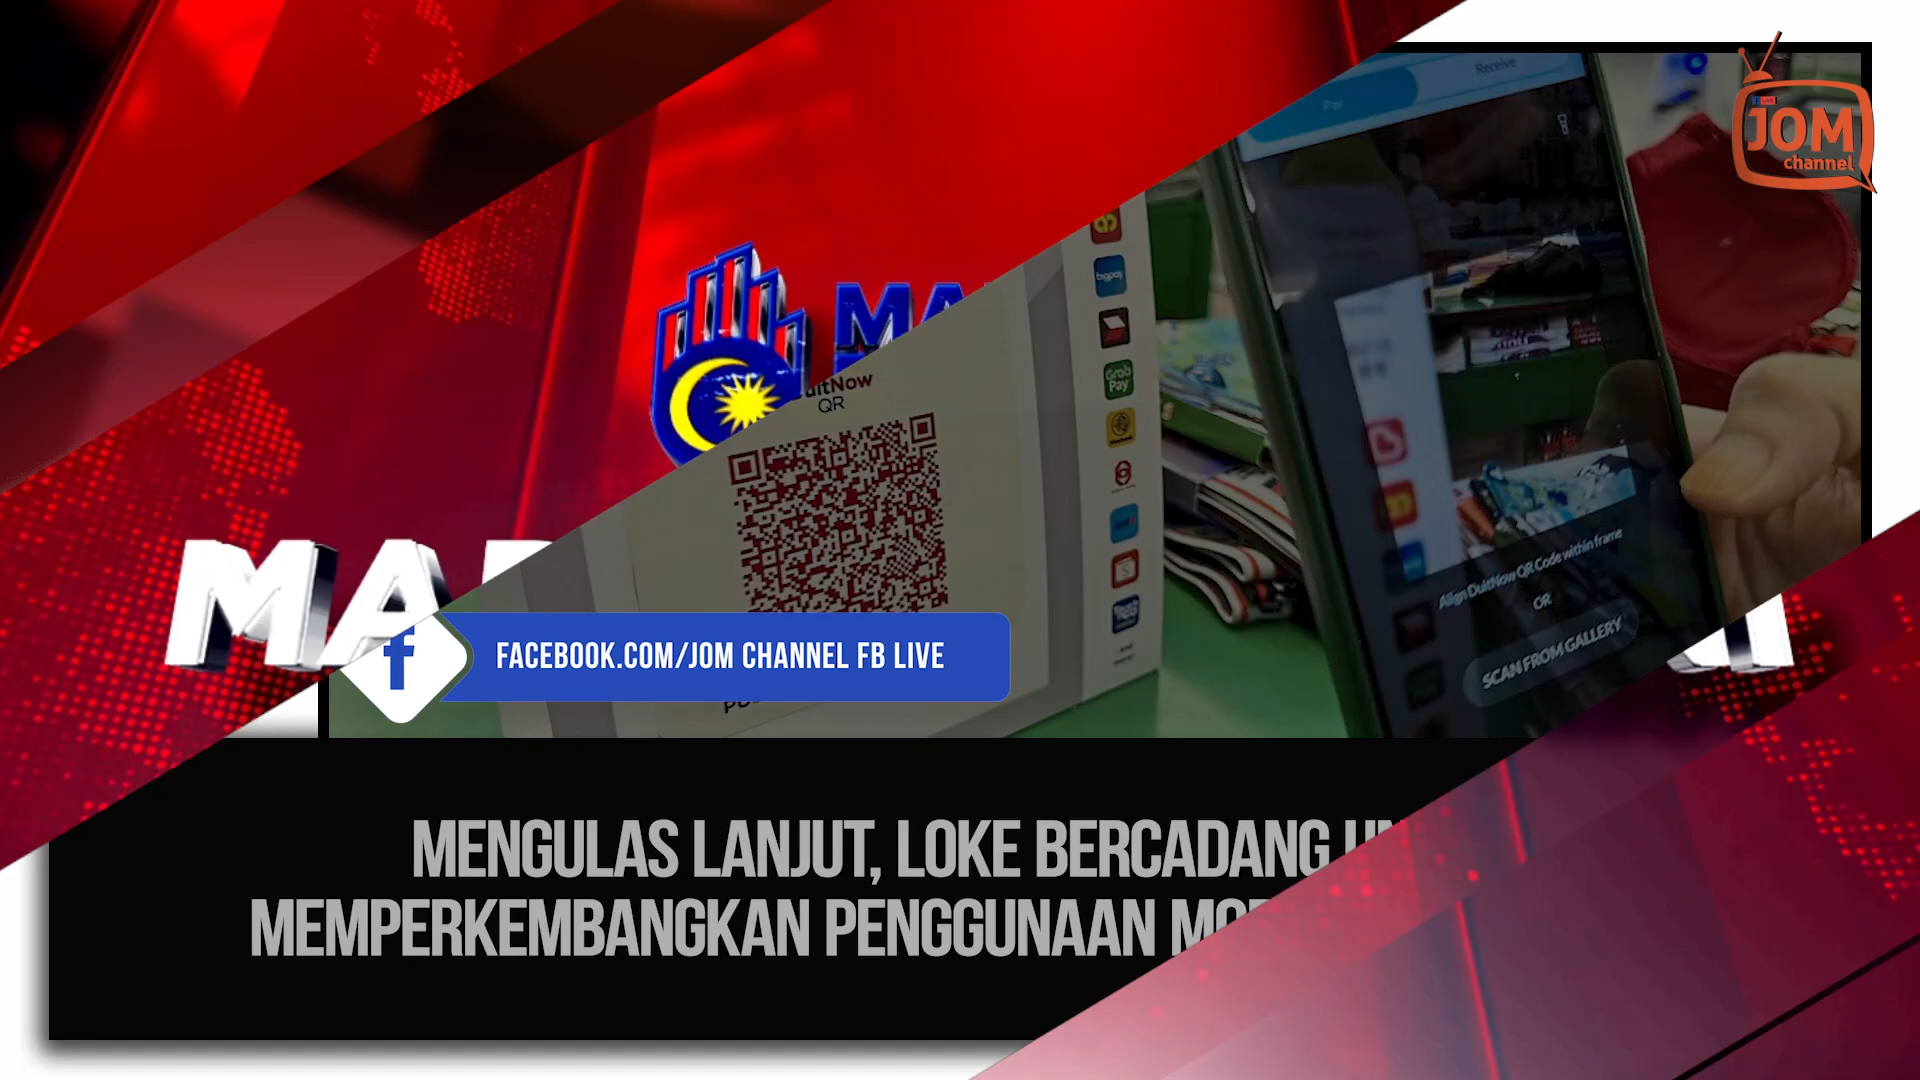 Receive
JOM
channel
Grab
Pay
QR
Align DuitNow QR Code within frame
OR
SCAN FROM GALLERY
FACEBOOK.COM/JOM CHANNEL FB LIVE
MENGULAS LANJUT, LOKE BERCADANG
MEMPERKEMBANGKAN PENGGUNAAN